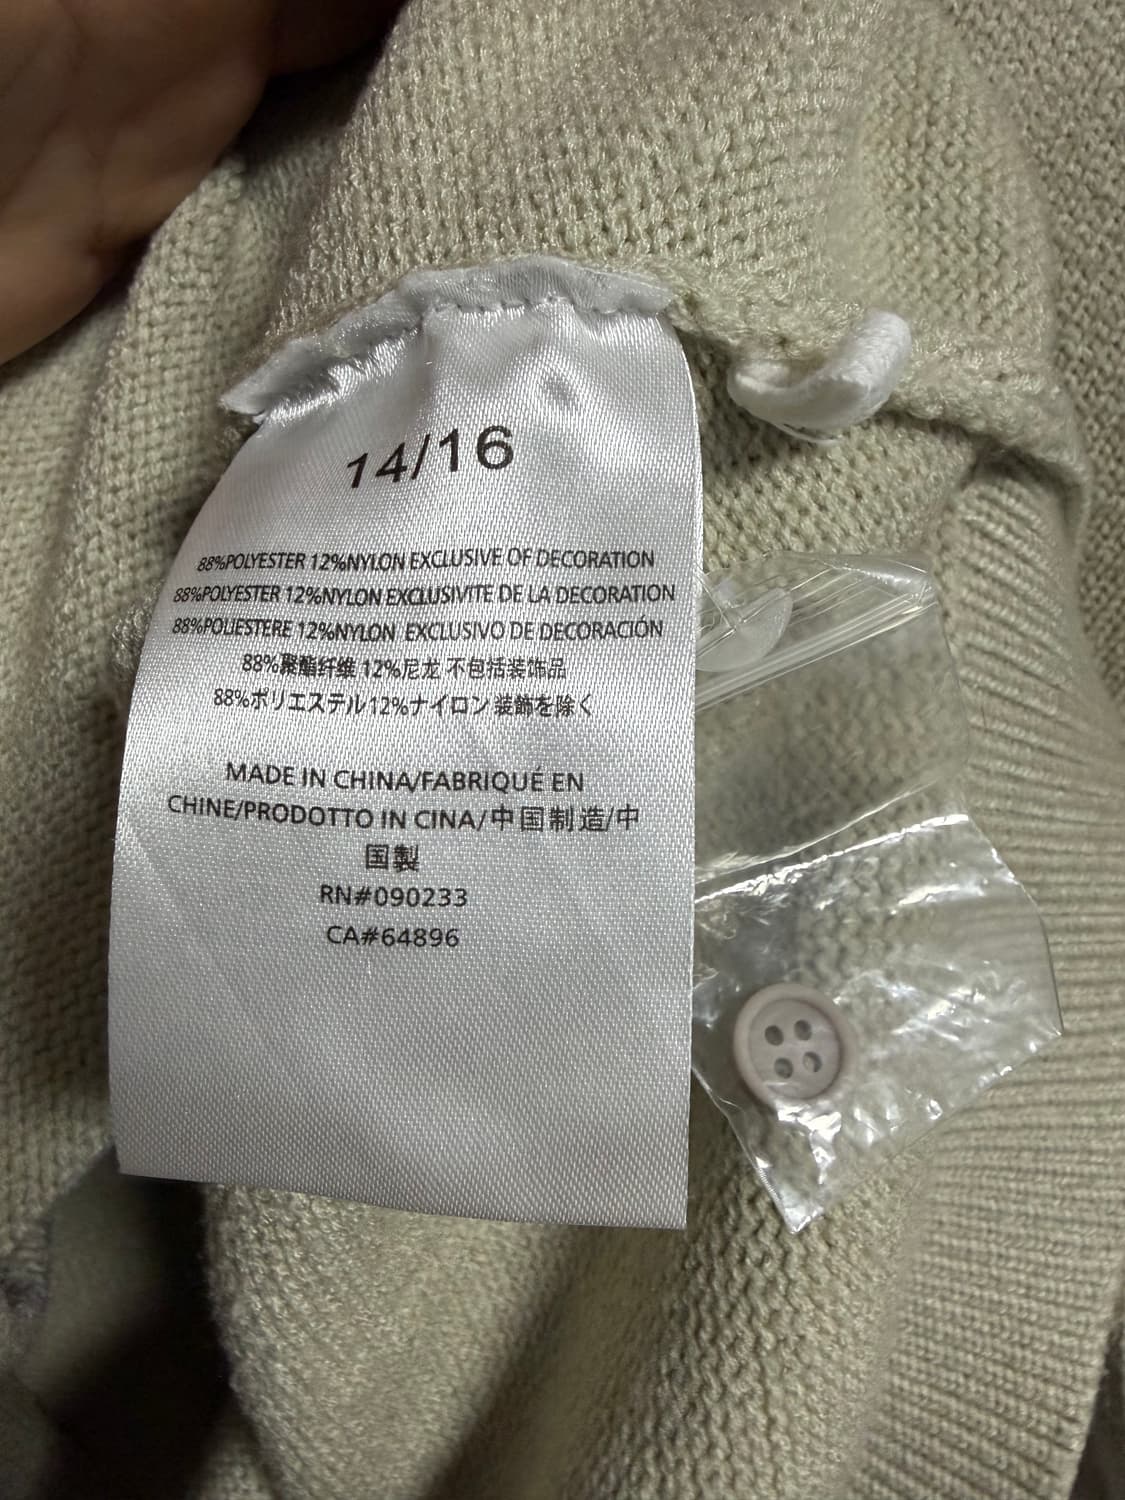 14/16
88%POLYESTER 12%NYLON EXCLUSIVE OF DECORATION
88%POLYESTER 12%NYLON EXCLUSIVITE DE LA DECORATION
88%POLIESTERE 12%NYLON EXCLUSIVO DE DECORACIÓN
88%聚酯纤维 12%尼龙 不包括装饰品
88%ポリエステル 12%ナイロン 装飾を除く
MADE IN CHINA/FABRIQUÉ EN
CHINE/PRODOTTO IN CINA/中国制造/中
国製
RN#090233
CA#64896